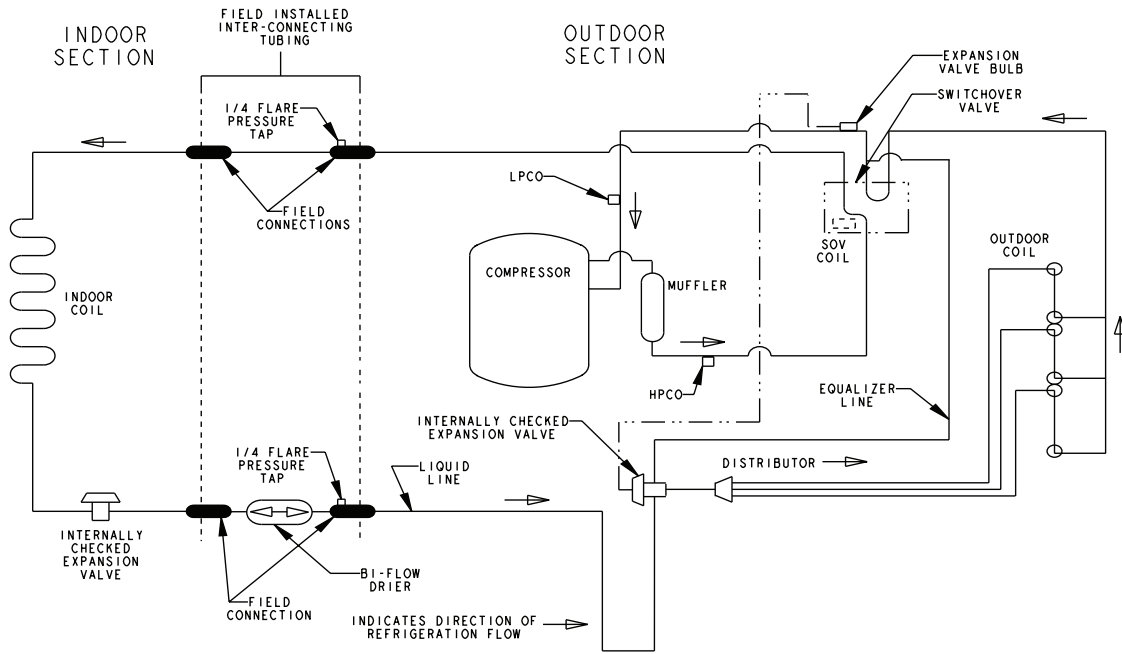 INDOOR
SECTION
FIELD INSTALLED
INTER-CONNECTING
TUBING
OUTDOOR
SECTION
EXPANSION
VALVE BULB
SWITCHOVER
VALVE
1/4 FLARE
PRESSURE
TAP
LPCO
FIELD
CONNECTIONS
SOV
COIL
OUTDOOR
COIL
COMPRESSOR
MUFFLER
INDOOR
COIL
HPCO
EQUALIZER
LINE
INTERNALLY CHECKED
EXPANSION VALVE
1/4 FLARE
PRESSURE
TAP
LIQUID
LINE
DISTRIBUTOR
INTERNALLY
CHECKED
EXPANSION
VALVE
BI-FLOW
DRIER
FIELD
CONNECTION
INDICATES DIRECTION OF
REFRIGERATION FLOW